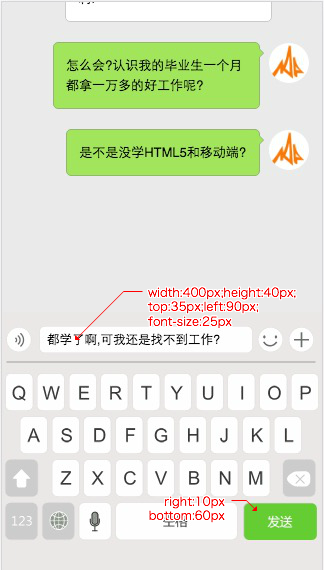 怎么会?认识我的毕业生一个月
都拿一万多的好工作呢?
是不是没学HTML5和移动端?
width:400px;height:40px;
top:35px;left:90px;
font-size:25px
都学了啊,可我还是找不到工作?
Q W E R T Y U I O P
A S D F G H J K L
Z X C V B N M
right:10px
bottom:60px
123 空格 发送